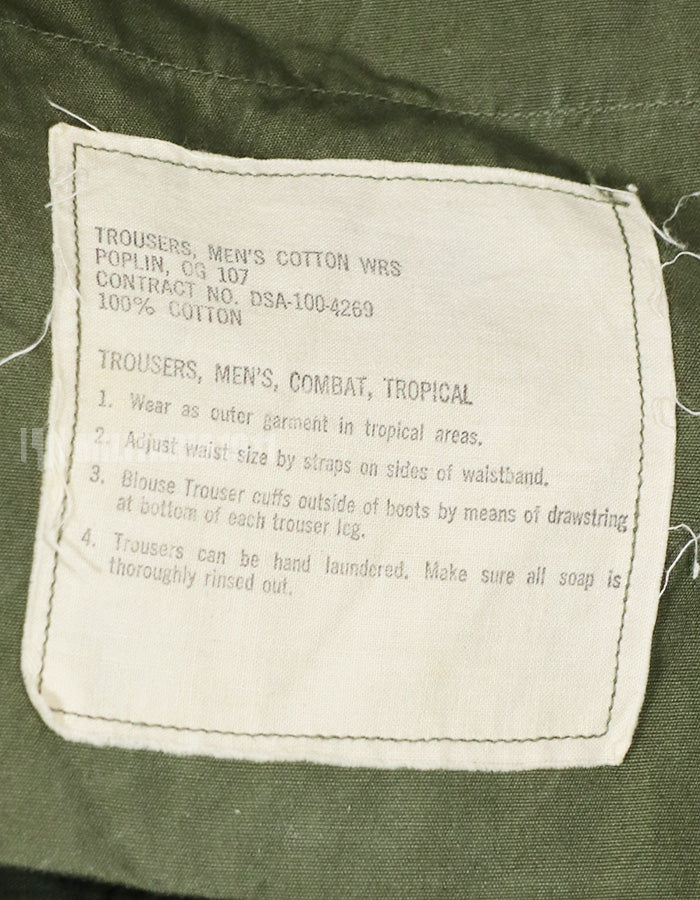 TROUSERS, MEN'S COTTON WRS
POPLIN, OG 107
CONTRACT NO. DSA-100-4269
100% COTTON
TROUSERS, MEN'S, COMBAT, TROPICAL
1. Wear as outer garment in tropical areas.
2. Adjust waist size by straps on sides of waistband.
3. Blouse Trouser cuffs outside of boots by means of drawstring
at bottom of each trouser leg.
4. Trousers can be hand laundered. Make sure all soap is
thoroughly rinsed out.